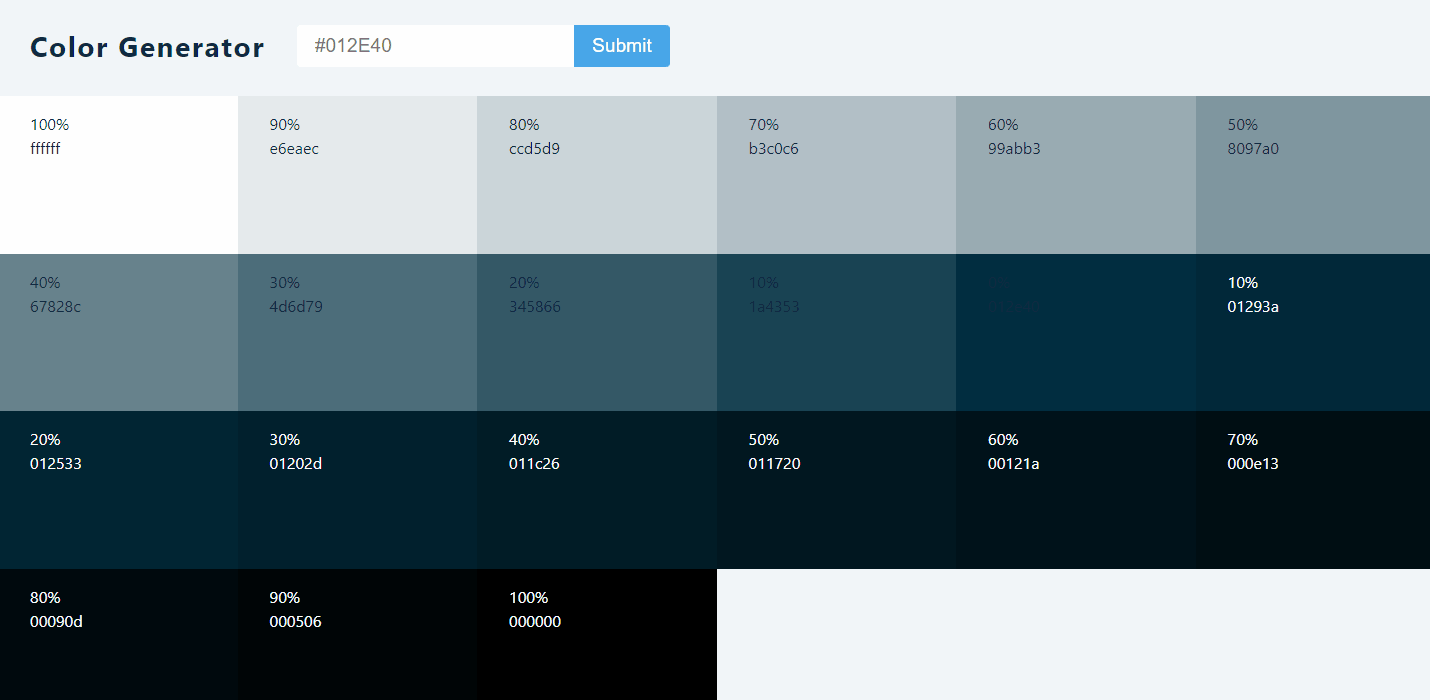 Color Generator
#012E40
Submit
100%
ffffff
90%
e6eaec
80%
ccd5d9
70%
b3c0c6
60%
99abb3
50%
8097a0
40%
67828c
30%
4d6d79
20%
345866
10%
1a4353
10%
01293a
20%
012533
30%
01202d
40%
011c26
50%
011720
60%
00121a
70%
000e13
80%
00090d
90%
000506
100%
000000